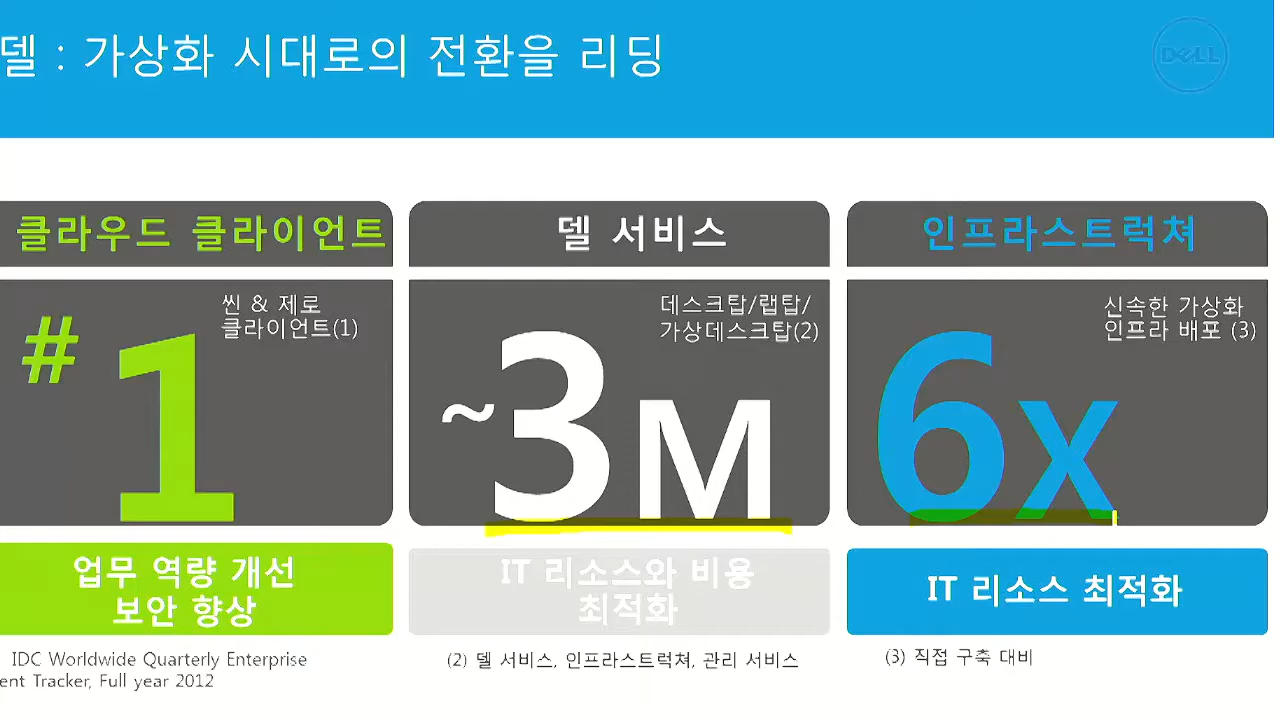 델 : 가상화 시대로의 전환을 리딩
DELL
클라우드 클라이언트
씬 & 제로
클라이언트(1)
#1
업무 역량 개선
보안 향상
IDC Worldwide Quarterly Enterprise
ent Tracker, Full year 2012
델 서비스
데스크탑/랩탑/
가상데스크탑(2)
~3M
IT 리소스와 비용
최적화
(2) 델 서비스, 인프라스트럭쳐, 관리 서비스
인프라스트럭쳐
신속한 가상화
인프라 배포 (3)
6x
IT 리소스 최적화
(3) 직접 구축 대비